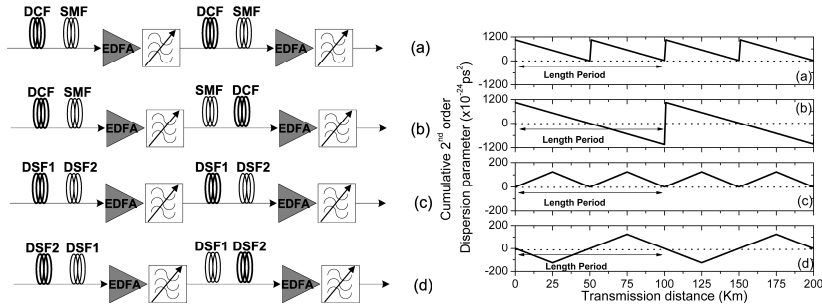 DCF SMF DCF SMF
EDFA EDFA
(a)
DCF SMF SMF DCF
EDFA EDFA
(b)
DSF1 DSF2 DSF1 DSF2
EDFA EDFA
(c)
DSF2 DSF1 DSF1 DSF2
EDFA EDFA
(d)
Cumulative 2nd order
Dispersion parameter (x10-24ps2)
1100
0
-1100
Length Period
(a)
1200
0
-1200
Length Period
(b)
200
0
-200
Length Period
(c)
200
0
-200
Length Period
(d)
0 25 50 75 100 125 150 175 200
Transmission distance (Km)